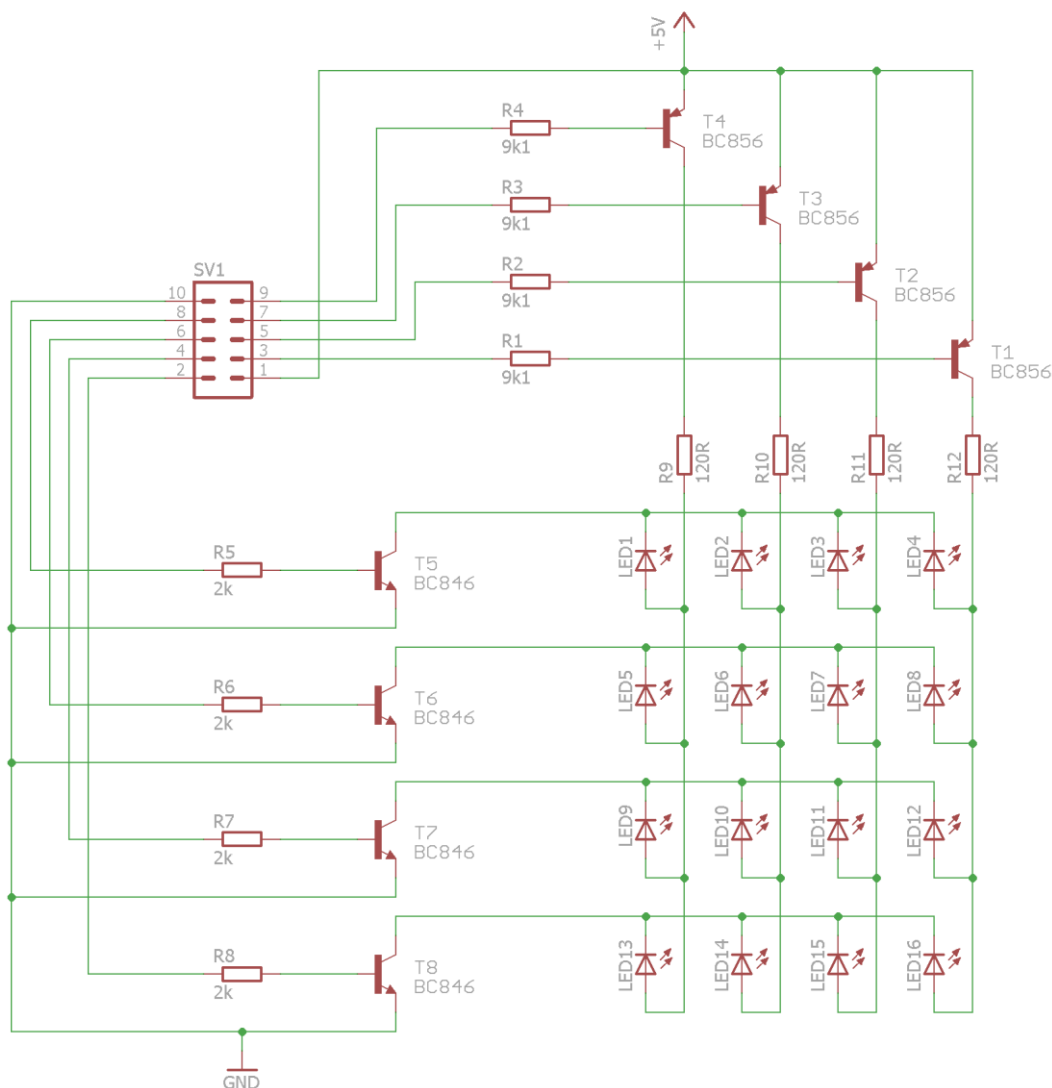 +5V
R4
9k1
T4
BC856
R3
9k1
T3
BC856
SV1
R2
9k1
T2
BC856
10 9
8 7
6 5
4 3
2 1
R1
9k1
T1
BC856
R9 120R R10 120R R11 120R R12 120R
R5
2k
T5
BC846
LED1 LED2 LED3 LED4
R6
2k
T6
BC846
LED5 LED6 LED7 LED8
R7
2k
T7
BC846
LED9 LED10 LED11 LED12
R8
2k
T8
BC846
LED13 LED14 LED15 LED16
GND